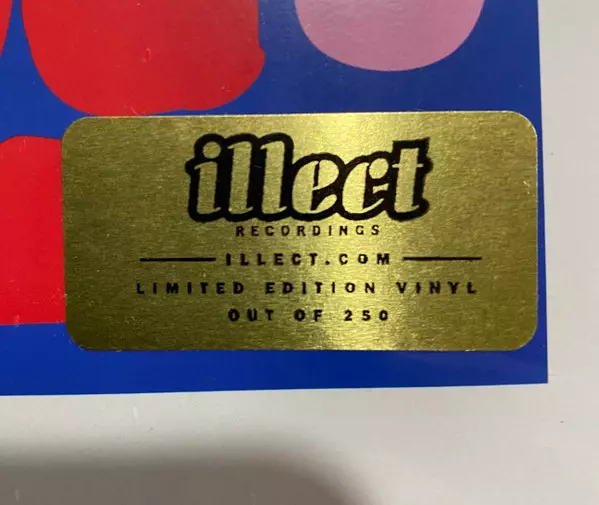 illect
RECORDINGS
ILLECT.COM
LIMITED EDITION VINYL
OUT OF 250